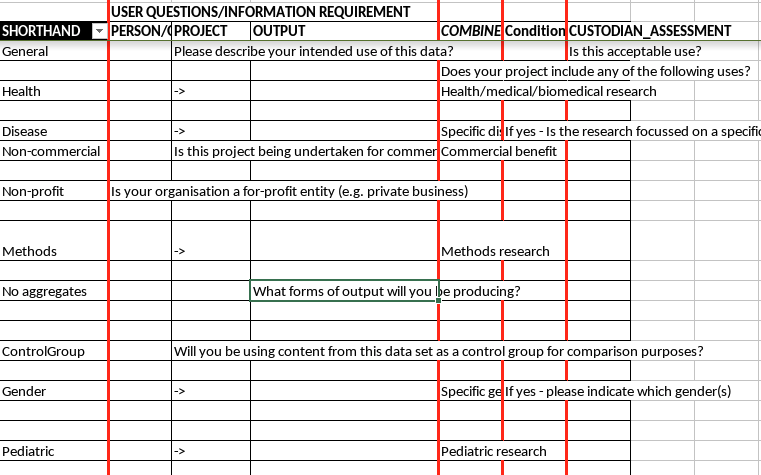 USER QUESTIONS/INFORMATION REQUIREMENT
SHORTHAND PERSON/ PROJECT OUTPUT COMBINE Condition CUSTODIAN_ASSESSMENT
General Please describe your intended use of this data? Is this acceptable use?
Does your project include any of the following uses?
Health -> Health/medical/biomedical research
Disease -> Specific dis If yes - Is the research focussed on a specific
Non-commercial Is this project being undertaken for commer Commercial benefit
Non-profit Is your organisation a for-profit entity (e.g. private business)
Methods -> Methods research
No aggregates What forms of output will you be producing?
ControlGroup Will you be using content from this data set as a control group for comparison purposes?
Gender -> Specific ge If yes - please indicate which gender(s)
Pediatric -> Pediatric research